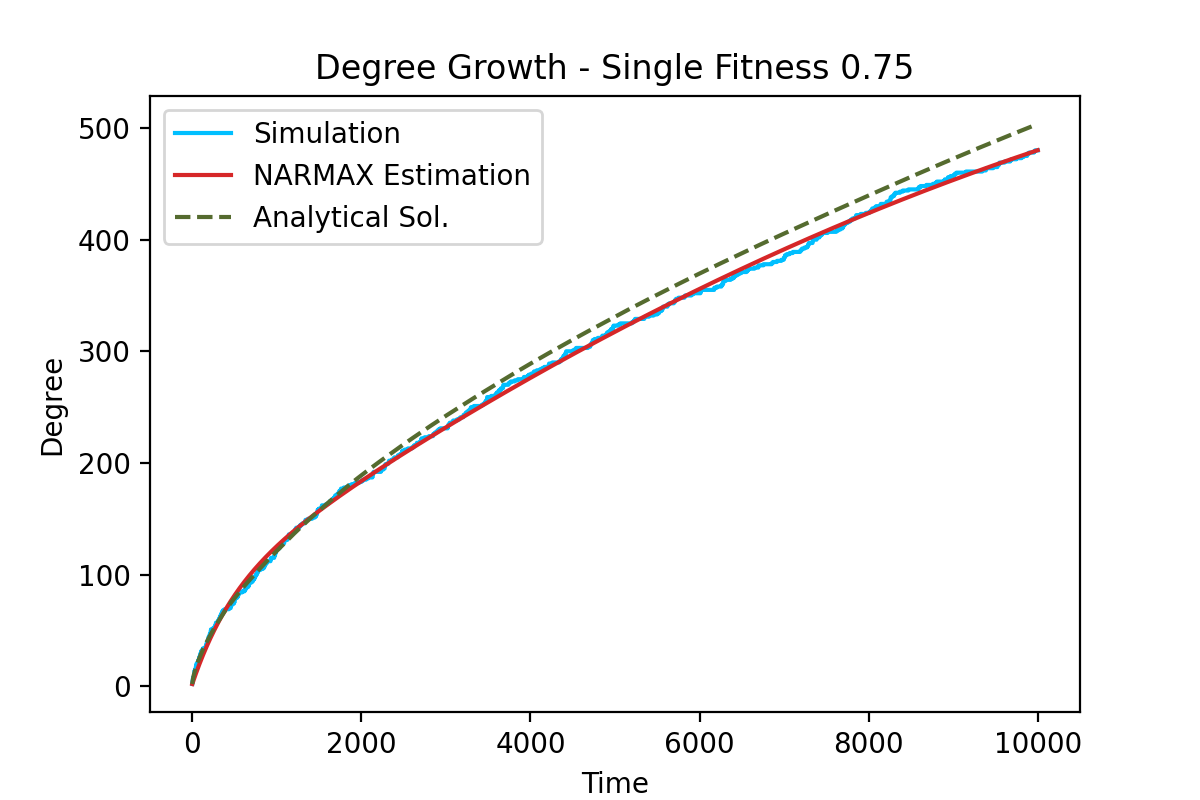 Degree Growth - Single Fitness 0.75
Simulation
NARMAX Estimation
Analytical Sol.
Degree
500
400
300
200
100
0
0 2000 4000 6000 8000 10000
Time